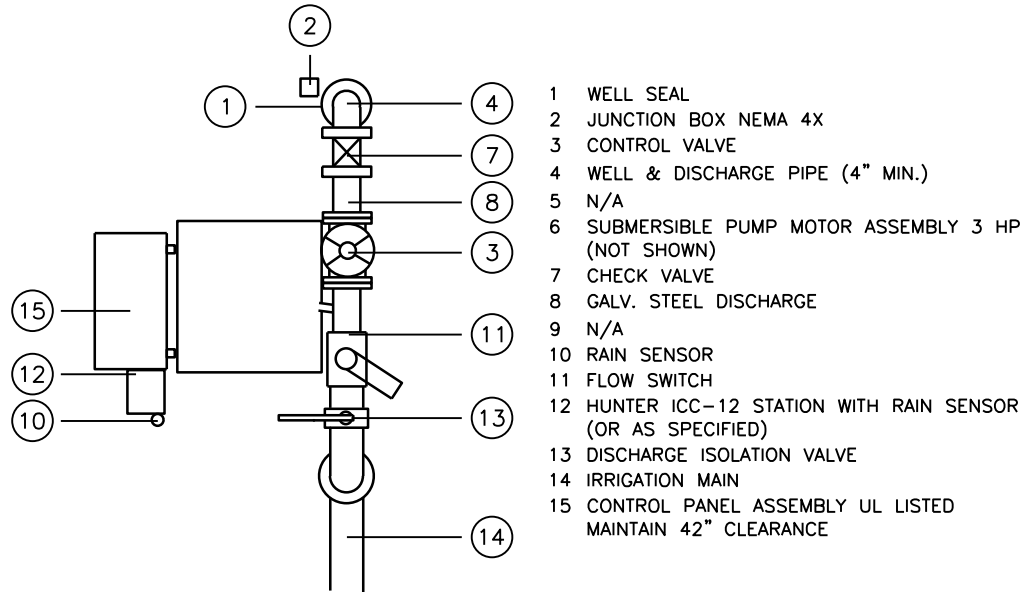 2
1
4
7
8
3
15
11
12
10
13
14
1 WELL SEAL
2 JUNCTION BOX NEMA 4X
3 CONTROL VALVE
4 WELL & DISCHARGE PIPE (4" MIN.)
5 N/A
6 SUBMERSIBLE PUMP MOTOR ASSEMBLY 3 HP
(NOT SHOWN)
7 CHECK VALVE
8 GALV. STEEL DISCHARGE
9 N/A
10 RAIN SENSOR
11 FLOW SWITCH
12 HUNTER ICC-12 STATION WITH RAIN SENSOR
(OR AS SPECIFIED)
13 DISCHARGE ISOLATION VALVE
14 IRRIGATION MAIN
15 CONTROL PANEL ASSEMBLY UL LISTED
MAINTAIN 42" CLEARANCE